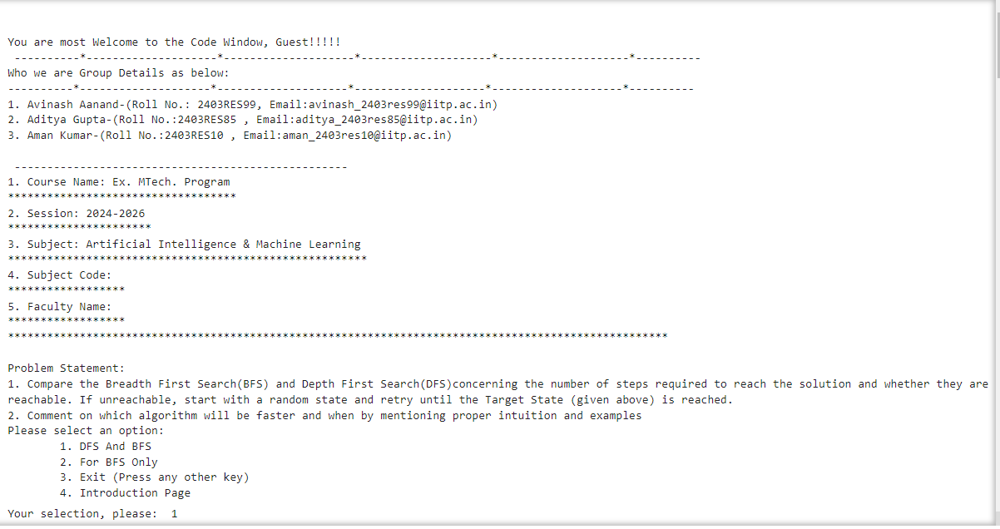 You are most Welcome to the Code Window, Guest!!!!!
----------*--------------------*--------------------*--------------------*--------------------*----------
Who we are Group Details as below:
----------*--------------------*--------------------*--------------------*--------------------*----------
1. Avinash Aanand-(Roll No.: 2403RES99, Email:avinash_2403res99@iitp.ac.in)
2. Aditya Gupta-(Roll No.:2403RES85 , Email:aditya_2403res85@iitp.ac.in)
3. Aman Kumar-(Roll No.:2403RES10 , Email:aman_2403res10@iitp.ac.in)
---------------------------------------------------
1. Course Name: Ex. MTech. Program
***********************************
2. Session: 2024-2026
**********************
3. Subject: Artificial Intelligence & Machine Learning
*******************************************************
4. Subject Code:
******************
5. Faculty Name:
******************
*****************************************************************************************************
Problem Statement:
1. Compare the Breadth First Search(BFS) and Depth First Search(DFS)concerning the number of steps required to reach the solution and whether they are
reachable. If unreachable, start with a random state and retry until the Target State (given above) is reached.
2. Comment on which algorithm will be faster and when by mentioning proper intuition and examples
Please select an option:
1. DFS And BFS
2. For BFS Only
3. Exit (Press any other key)
4. Introduction Page
Your selection, please: 1